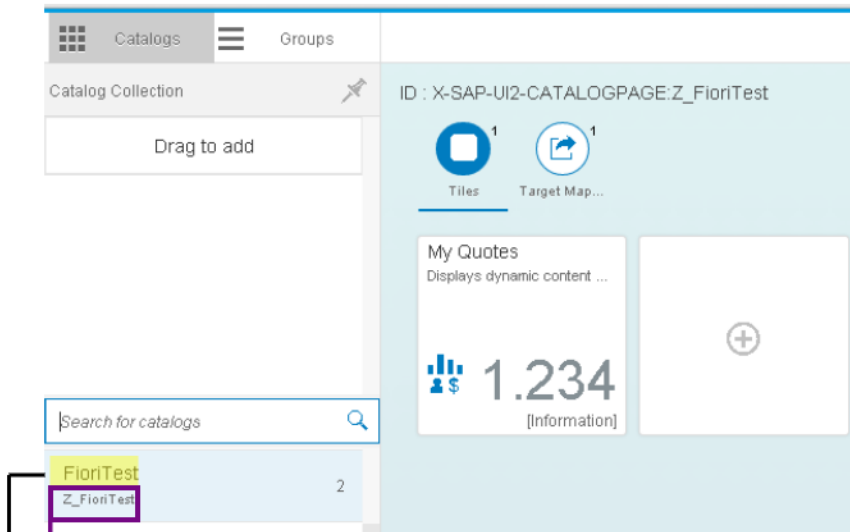 Catalogs
Groups
Catalog Collection
Drag to add
Search for catalogs
FioriTest
Z_FioriTest
2
ID : X-SAP-UI2-CATALOGPAGE:Z_FioriTest
1
1
Tiles
Target Map...
My Quotes
Displays dynamic content ...
$
1.234
[Information]